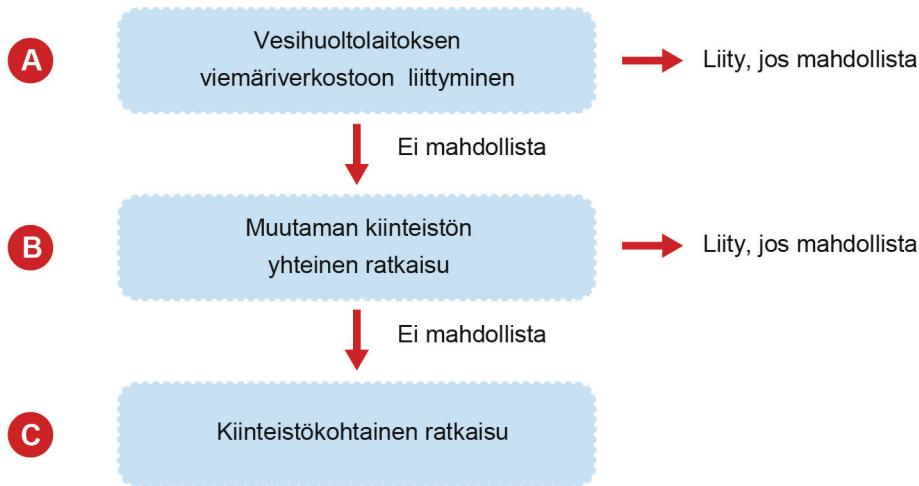 A
Vesihuoltolaitoksen
viemäriverkostoon liittyminen
Liity, jos mahdollista
Ei mahdollista
B
Muutaman kiinteistön
yhteinen ratkaisu
Liity, jos mahdollista
Ei mahdollista
C
Kiinteistökohtainen ratkaisu